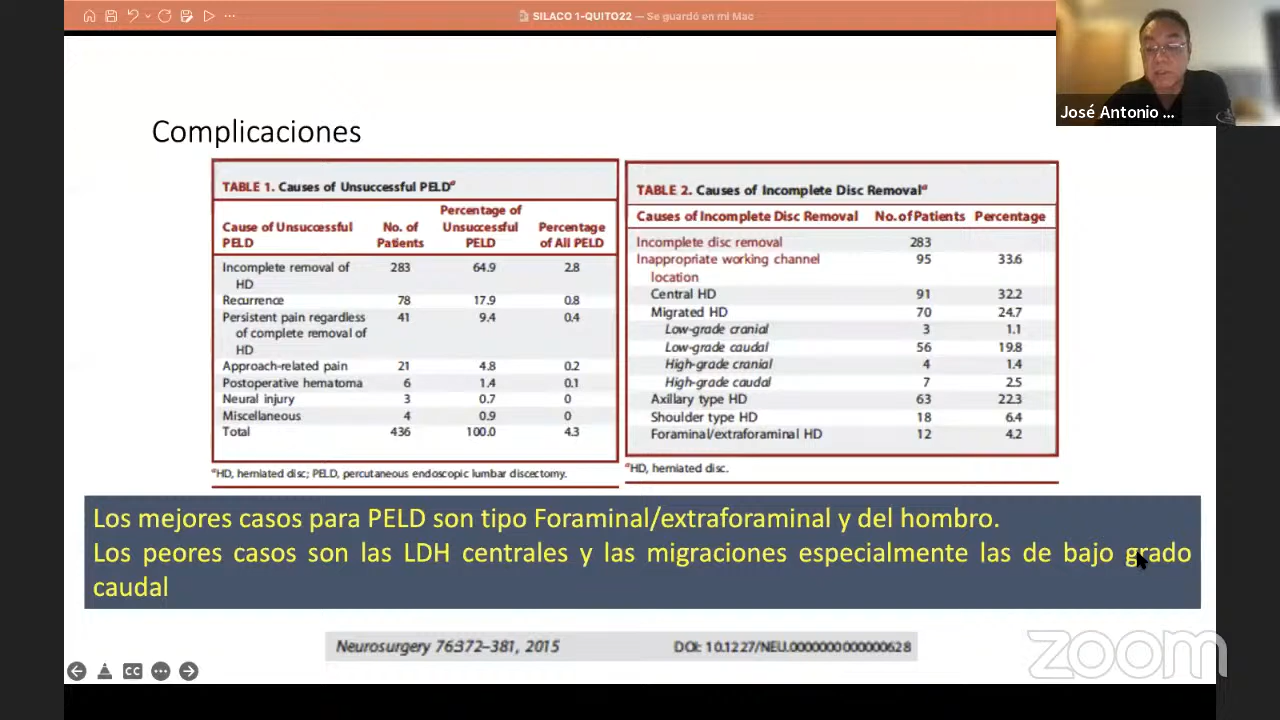 SILACO 1-QUITO22 — Se guardó en mi Mac
José Antonio ...
Complicaciones
TABLE 1. Causes of Unsuccessful PELDa
Cause of Unsuccessful PELD No. of Patients Percentage of Unsuccessful PELD Percentage of All PELD
Incomplete removal of HD 283 64.9 2.8
Recurrence 78 17.9 0.8
Persistent pain regardless of complete removal of HD 41 9.4 0.4
Approach-related pain 21 4.8 0.2
Postoperative hematoma 6 1.4 0.1
Neural injury 3 0.7 0
Miscellaneous 4 0.9 0
Total 436 100.0 4.3
aHD, herniated disc; PELD, percutaneous endoscopic lumbar discectomy.
TABLE 2. Causes of Incomplete Disc Removala
Causes of Incomplete Disc Removal No. of Patients Percentage
Incomplete disc removal 283
Inappropriate working channel location 95 33.6
Central HD 91 32.2
Migrated HD 70 24.7
Low-grade cranial 3 1.1
Low-grade caudal 56 19.8
High-grade cranial 4 1.4
High-grade caudal 7 2.5
Axillary type HD 63 22.3
Shoulder type HD 18 6.4
Foraminal/extraforaminal HD 12 4.2
aHD, herniated disc.
Los mejores casos para PELD son tipo Foraminal/extraforaminal y del hombro.
Los peores casos son las LDH centrales y las migraciones especialmente las de bajo grado
caudal
Neurosurgery 76:372–381, 2015 DOI: 10.1227/NEU.0000000000000628
CC
zoom